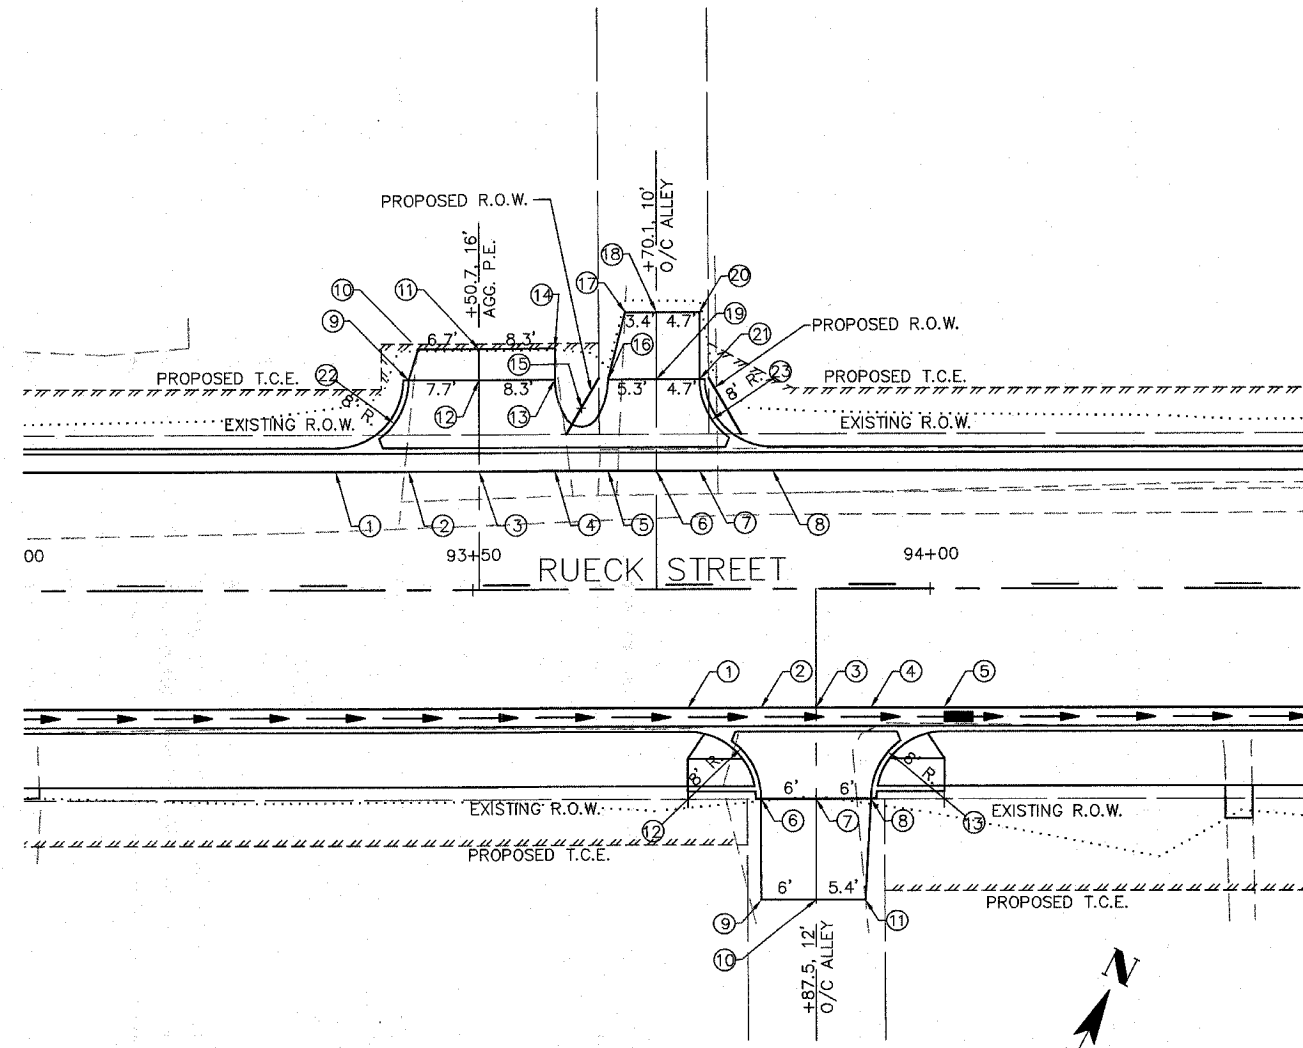 PROPOSED R.O.W.
+50.7, 16'
AGG. P.E.
+70.1, 10'
O/C ALLEY
18
17
20
10
11
14
9
3.4'
4.7'
19
6.7'
8.3'
16
21
PROPOSED R.O.W.
15
PROPOSED T.C.E.
22
7.7'
8.3'
5.3'
4.7'
8' R.
23
PROPOSED T.C.E.
8' R.
12
13
EXISTING R.O.W.
EXISTING R.O.W.
1
2
3
4
5
6
7
8
00
93+50
94+00
RUECK STREET
1
2
3
4
5
8' R.
8' R.
6'
6'
EXISTING R.O.W.
EXISTING R.O.W.
12
6
7
8
13
PROPOSED T.C.E.
6'
5.4'
PROPOSED T.C.E.
9
10
11
+87.5, 12'
O/C ALLEY
N